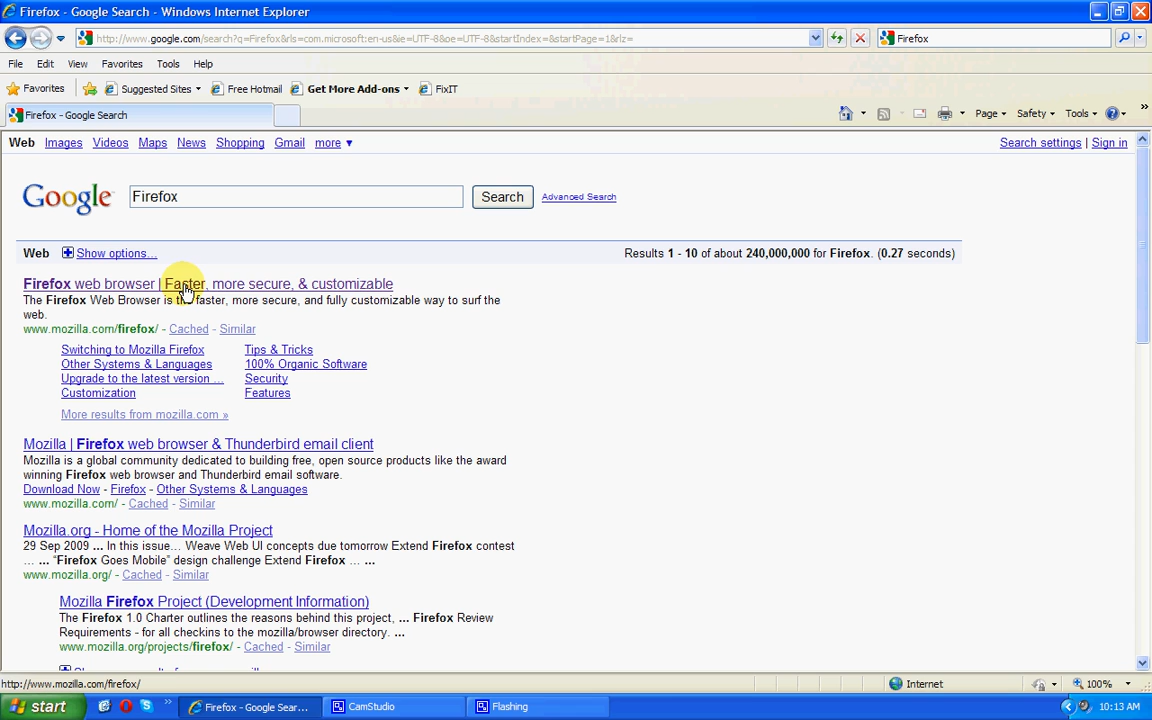 Firefox - Google Search - Windows Internet Explorer
http://www.google.com/search?q=Firefox&rls=com.microsoft:en-us&ie=UTF-8&oe=UTF-8&startIndex=&startPage=1&rlz=
Firefox
File Edit View Favorites Tools Help
Favorites Suggested Sites Free Hotmail Get More Add-ons FixIT
Firefox - Google Search
Page Safety Tools
Web Images Videos Maps News Shopping Gmail more ▼ Search settings | Sign in
Google Firefox Search Advanced Search
Web Show options... Results 1 - 10 of about 240,000,000 for Firefox. (0.27 seconds)
Firefox web browser | Faster, more secure, & customizable
The Firefox Web Browser is the faster, more secure, and fully customizable way to surf the
web.
www.mozilla.com/firefox/ - Cached - Similar
Switching to Mozilla Firefox Tips & Tricks
Other Systems & Languages 100% Organic Software
Upgrade to the latest version ... Security
Customization Features
More results from mozilla.com »
Mozilla | Firefox web browser & Thunderbird email client
Mozilla is a global community dedicated to building free, open source products like the award
winning Firefox web browser and Thunderbird email software.
Download Now - Firefox - Other Systems & Languages
www.mozilla.com/ - Cached - Similar
Mozilla.org - Home of the Mozilla Project
29 Sep 2009 ... In this issue... Weave Web UI concepts due tomorrow Extend Firefox contest
... ... "Firefox Goes Mobile" design challenge Extend Firefox ... ...
www.mozilla.org/ - Cached - Similar
Mozilla Firefox Project (Development Information)
The Firefox 1.0 Charter outlines the reasons behind this project, ... Firefox Review
Requirements - for all checkins to the mozilla/browser directory. ...
www.mozilla.org/projects/firefox/ - Cached - Similar
http://www.mozilla.com/firefox/ Internet 100%
start Firefox - Google Sear... CamStudio Flashing 10:13 AM